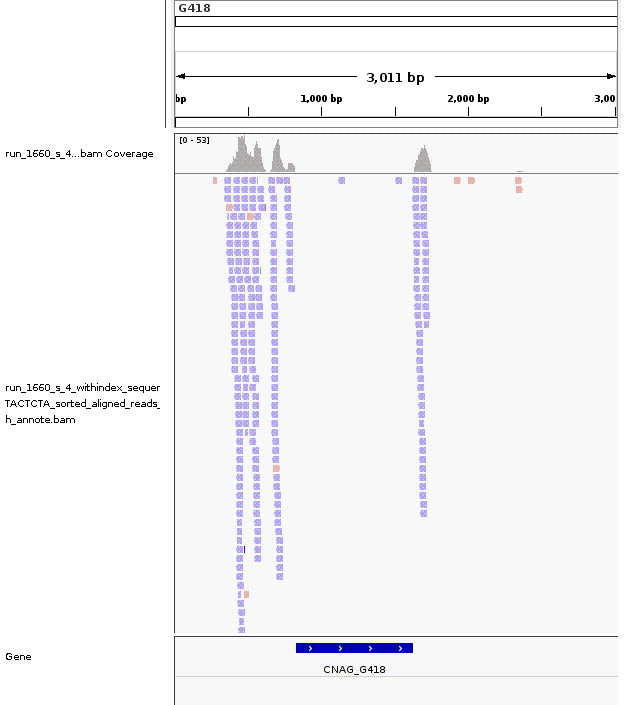 G418
3,011 bp
bp
1,000 bp
2,000 bp
3,00
[0 - 53]
run_1660_s_4...bam Coverage
run_1660_s_4_withindex_sequer
TACTCTA_sorted_aligned_reads_
h_annote.bam
Gene
CNAG_G418